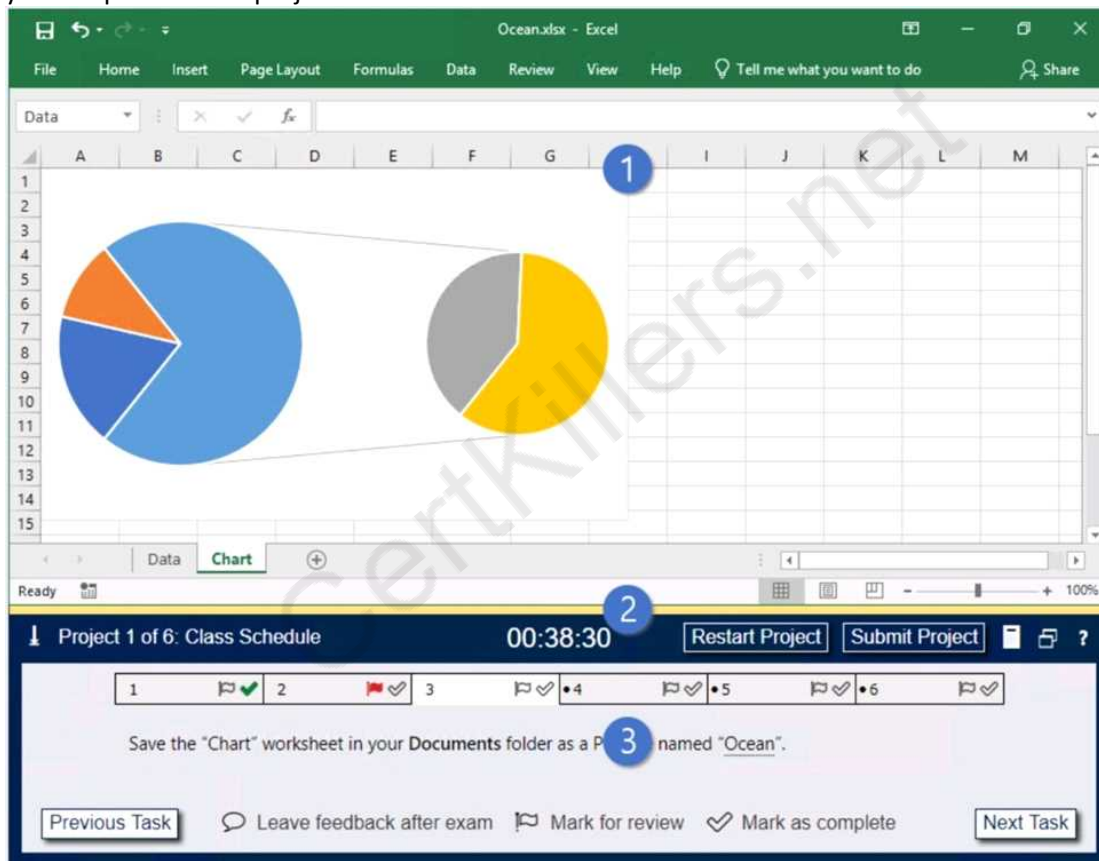 Ocean.xlsx - Excel
File Home Insert Page Layout Formulas Data Review View Help Tell me what you want to do Share
Data fx
A B C D E F G I J K L M
1
1
2
3
4
5
6
7
8
9
10
11
12
13
14
15
CertKillers.net
Data Chart
Ready 100%
2
Project 1 of 6: Class Schedule 00:38:30 Restart Project Submit Project ?
1 2 3 •4 •5 •6
Save the "Chart" worksheet in your Documents folder as a P 3 named "Ocean".
Previous Task Leave feedback after exam Mark for review Mark as complete Next Task